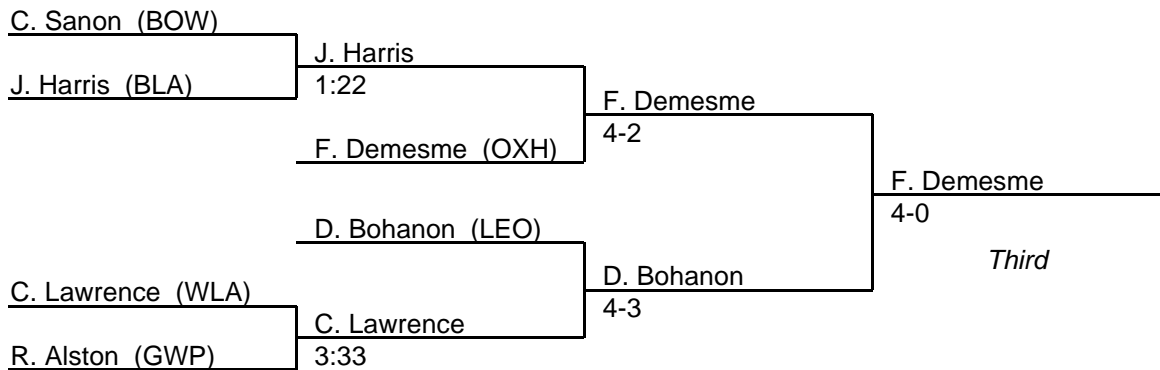 C. Sanon (BOW)
J. Harris
J. Harris (BLA)
1:22
F. Demesme
4-2
F. Demesme (OXH)
F. Demesme
4-0
D. Bohanon (LEO)
Third
D. Bohanon
4-3
C. Lawrence (WLA)
C. Lawrence
R. Alston (GWP)
3:33